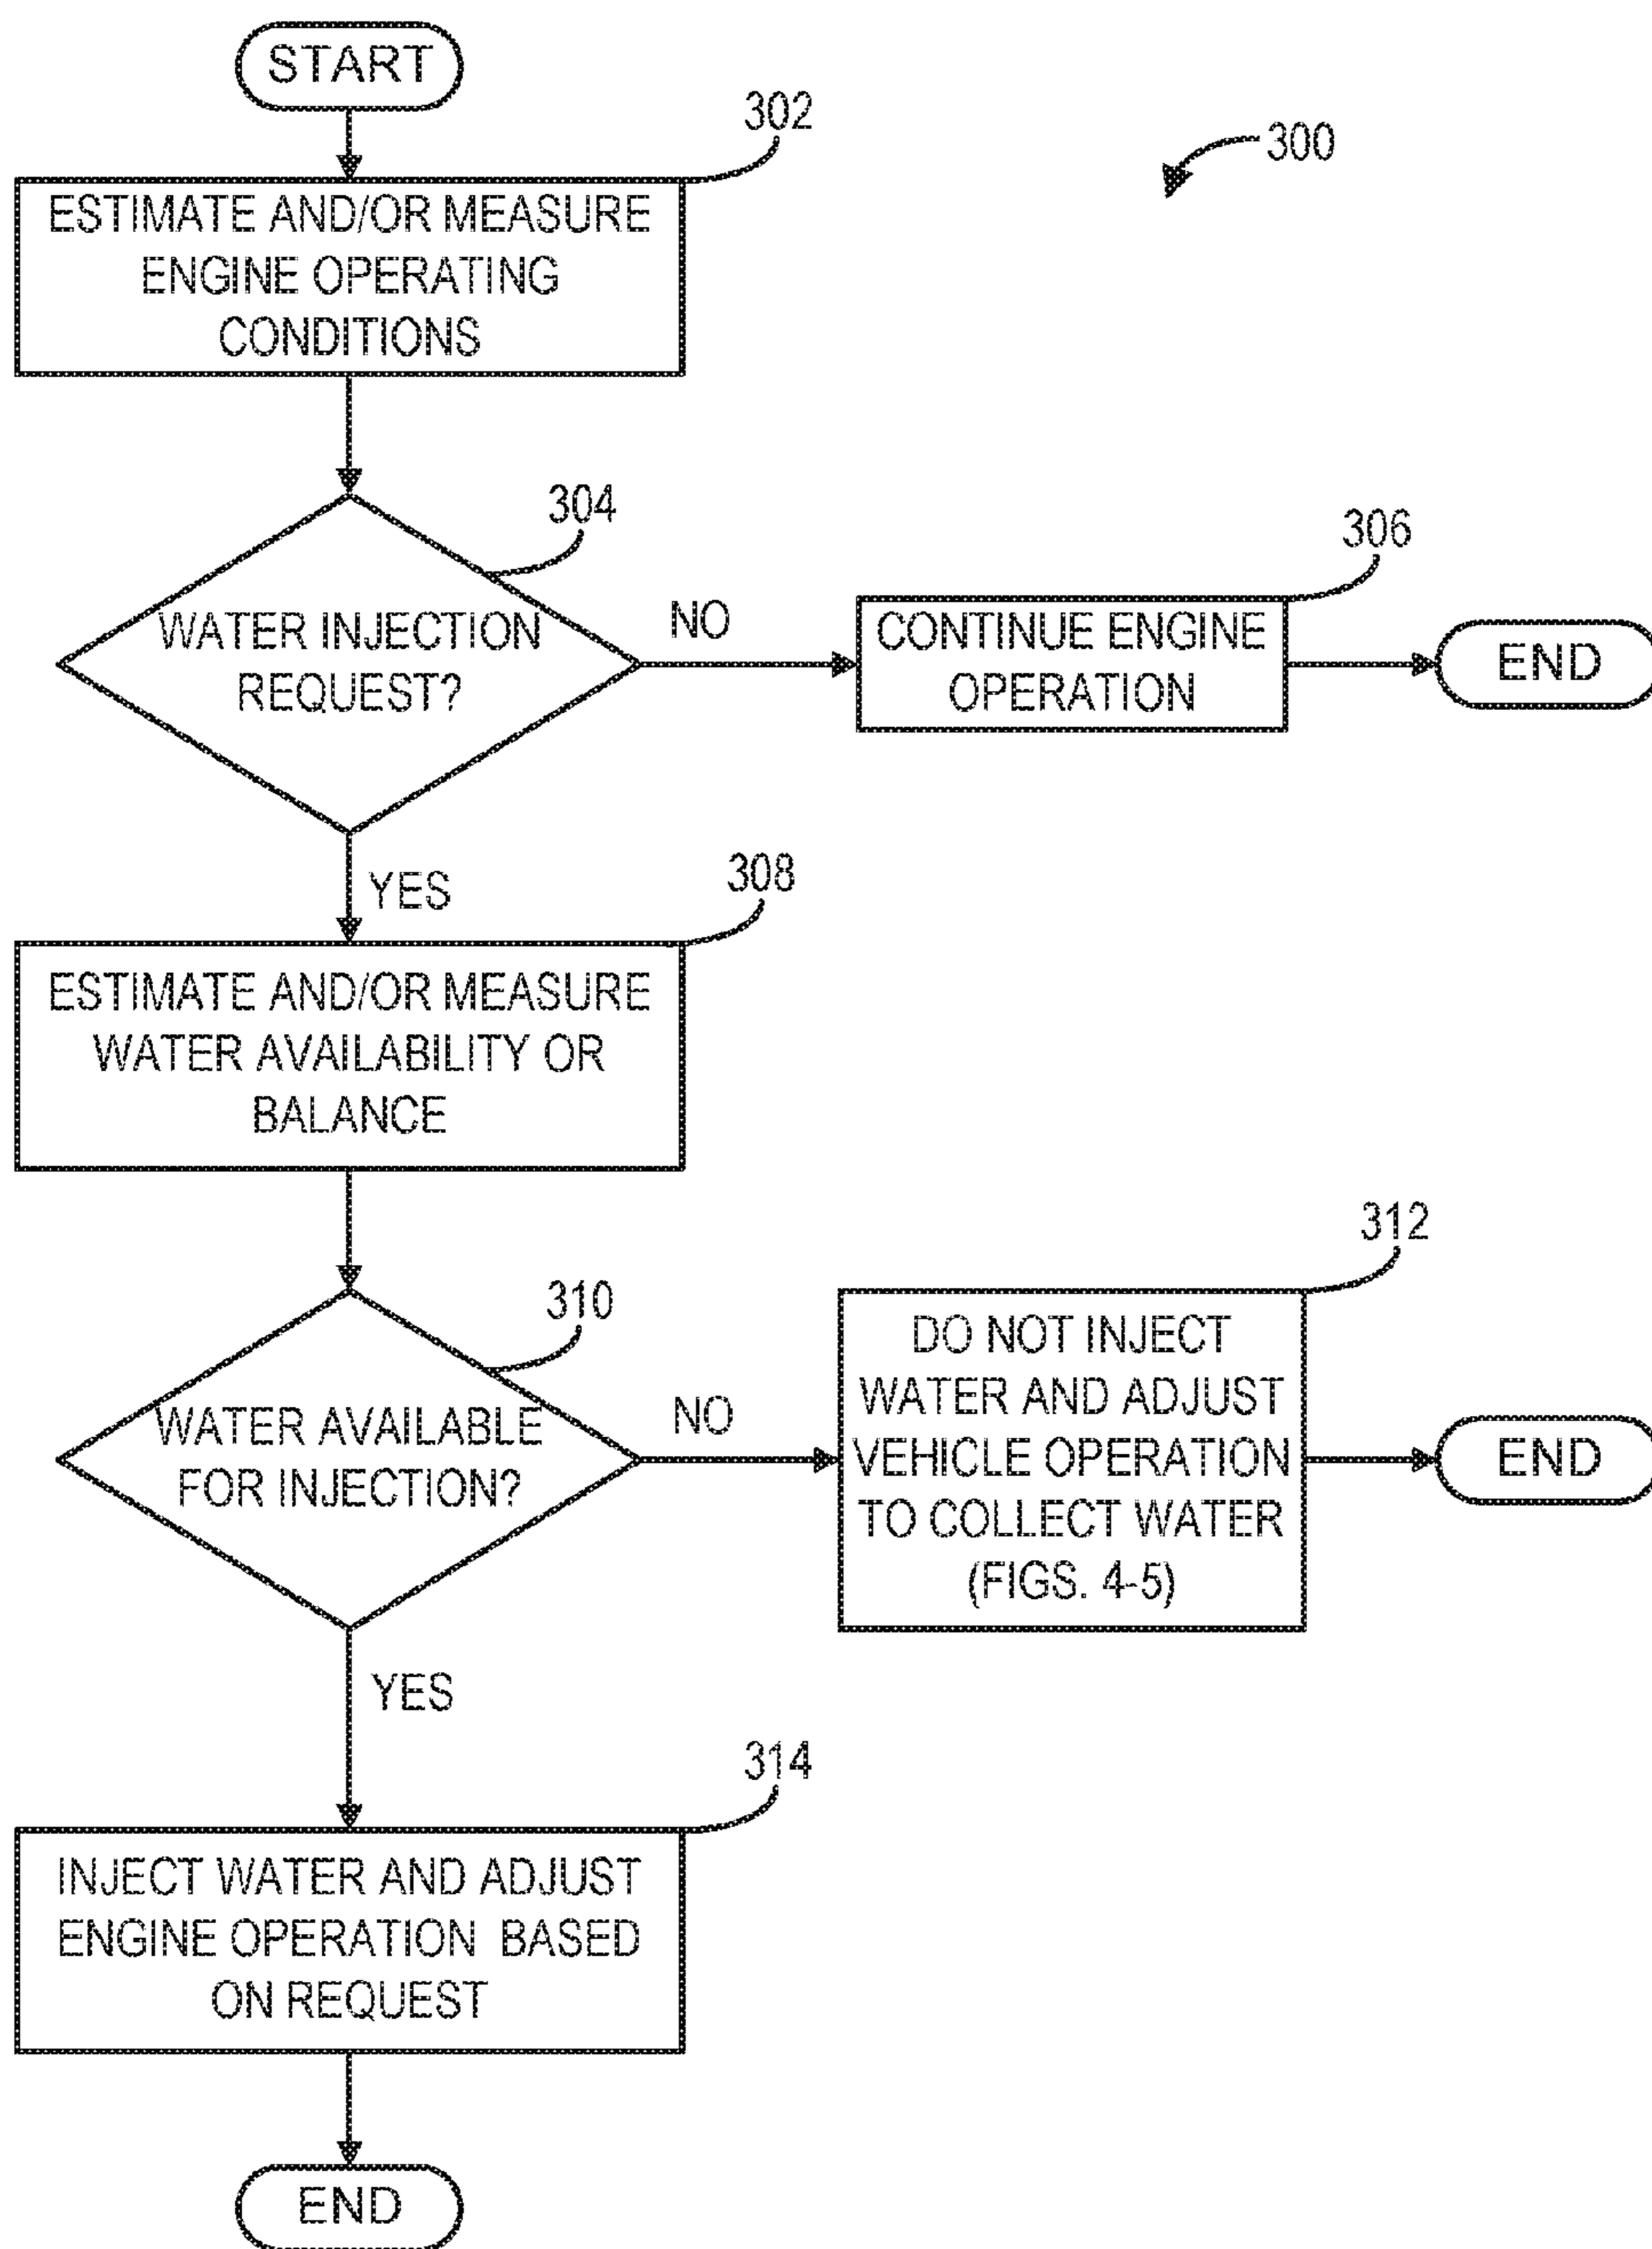 START
302
300
ESTIMATE AND/OR MEASURE
ENGINE OPERATING
CONDITIONS
304
WATER INJECTION
REQUEST?
NO
306
CONTINUE ENGINE
OPERATION
END
YES
308
ESTIMATE AND/OR MEASURE
WATER AVAILABILITY OR
BALANCE
310
WATER AVAILABLE
FOR INJECTION?
NO
312
DO NOT INJECT
WATER AND ADJUST
VEHICLE OPERATION
TO COLLECT WATER
(FIGS. 4-5)
END
YES
314
INJECT WATER AND ADJUST
ENGINE OPERATION BASED
ON REQUEST
END